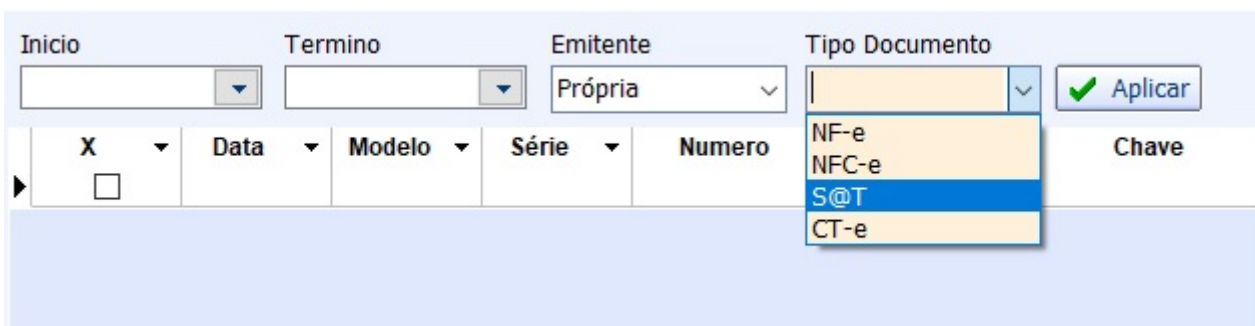 Inicio Termino Emitente Tipo Documento
Própria Aplicar
NF-e
X Data Modelo Série Numero Chave
NFC-e
S@T
CT-e